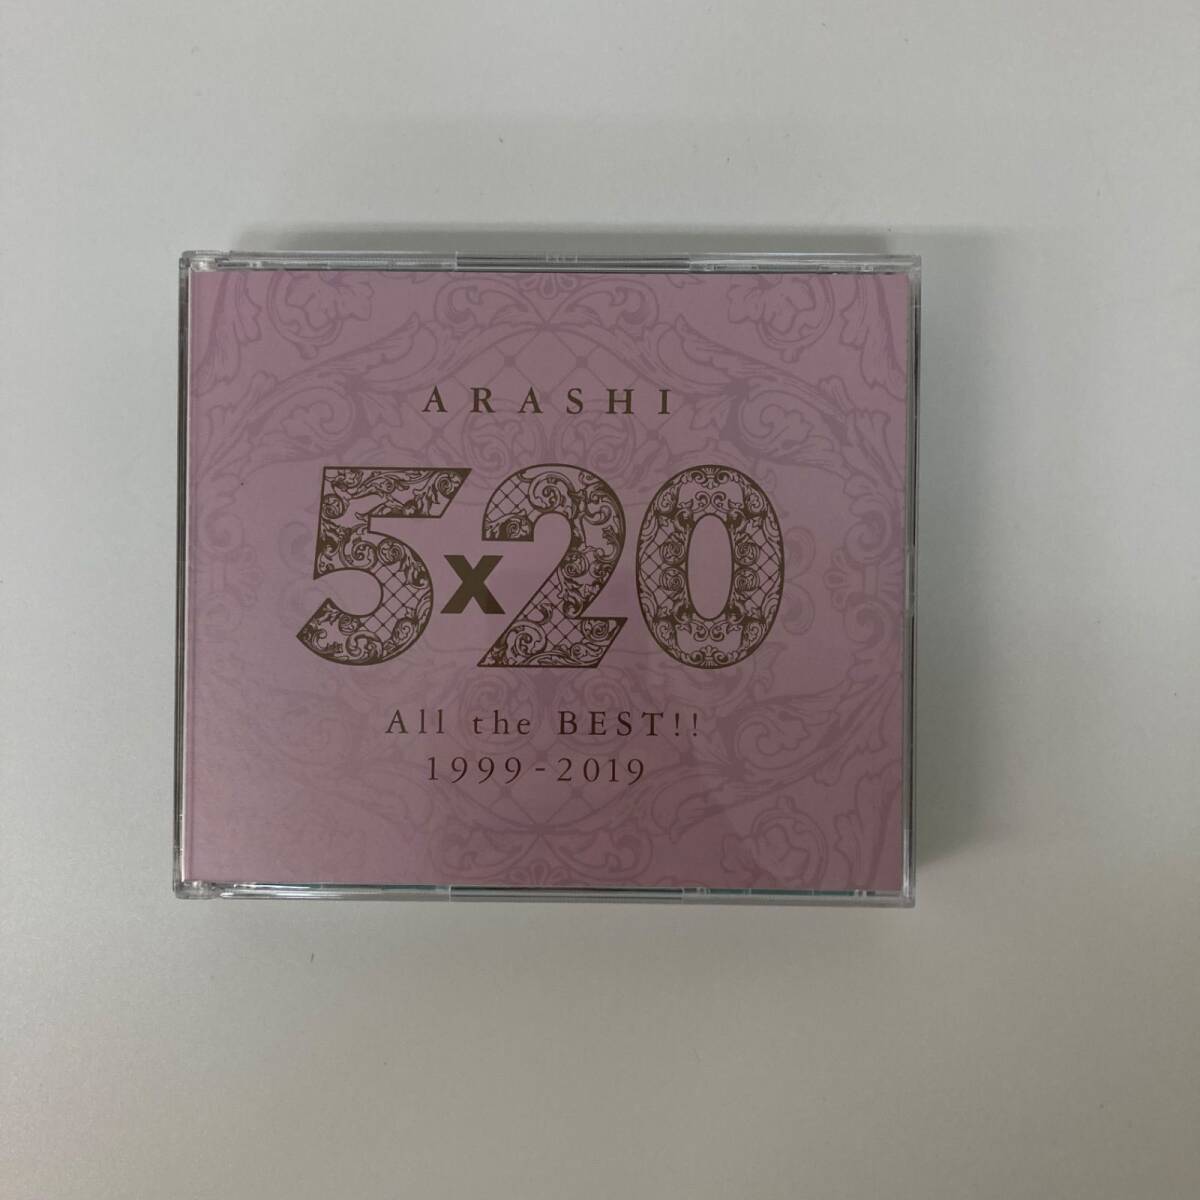 ARASHI
5x20
All the BEST!!
1999-2019